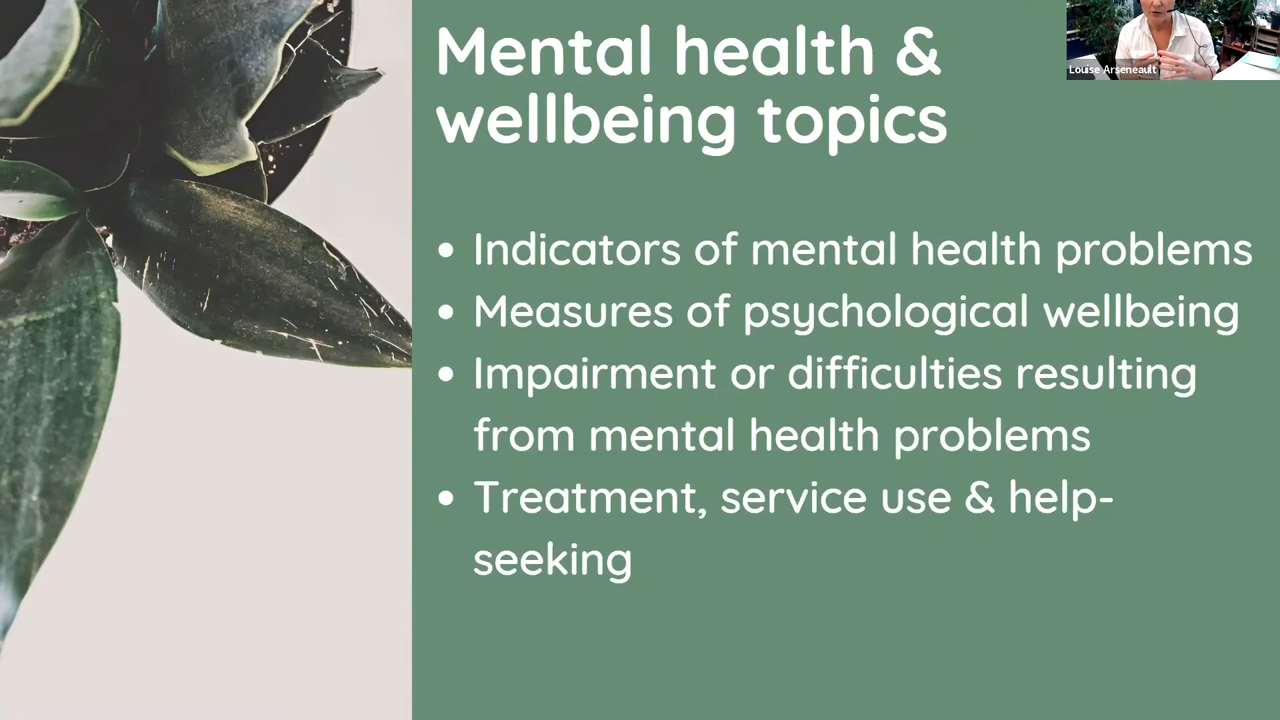 Mental health &
wellbeing topics
Louise Arseneault
• Indicators of mental health problems
• Measures of psychological wellbeing
• Impairment or difficulties resulting
from mental health problems
• Treatment, service use & help-
seeking